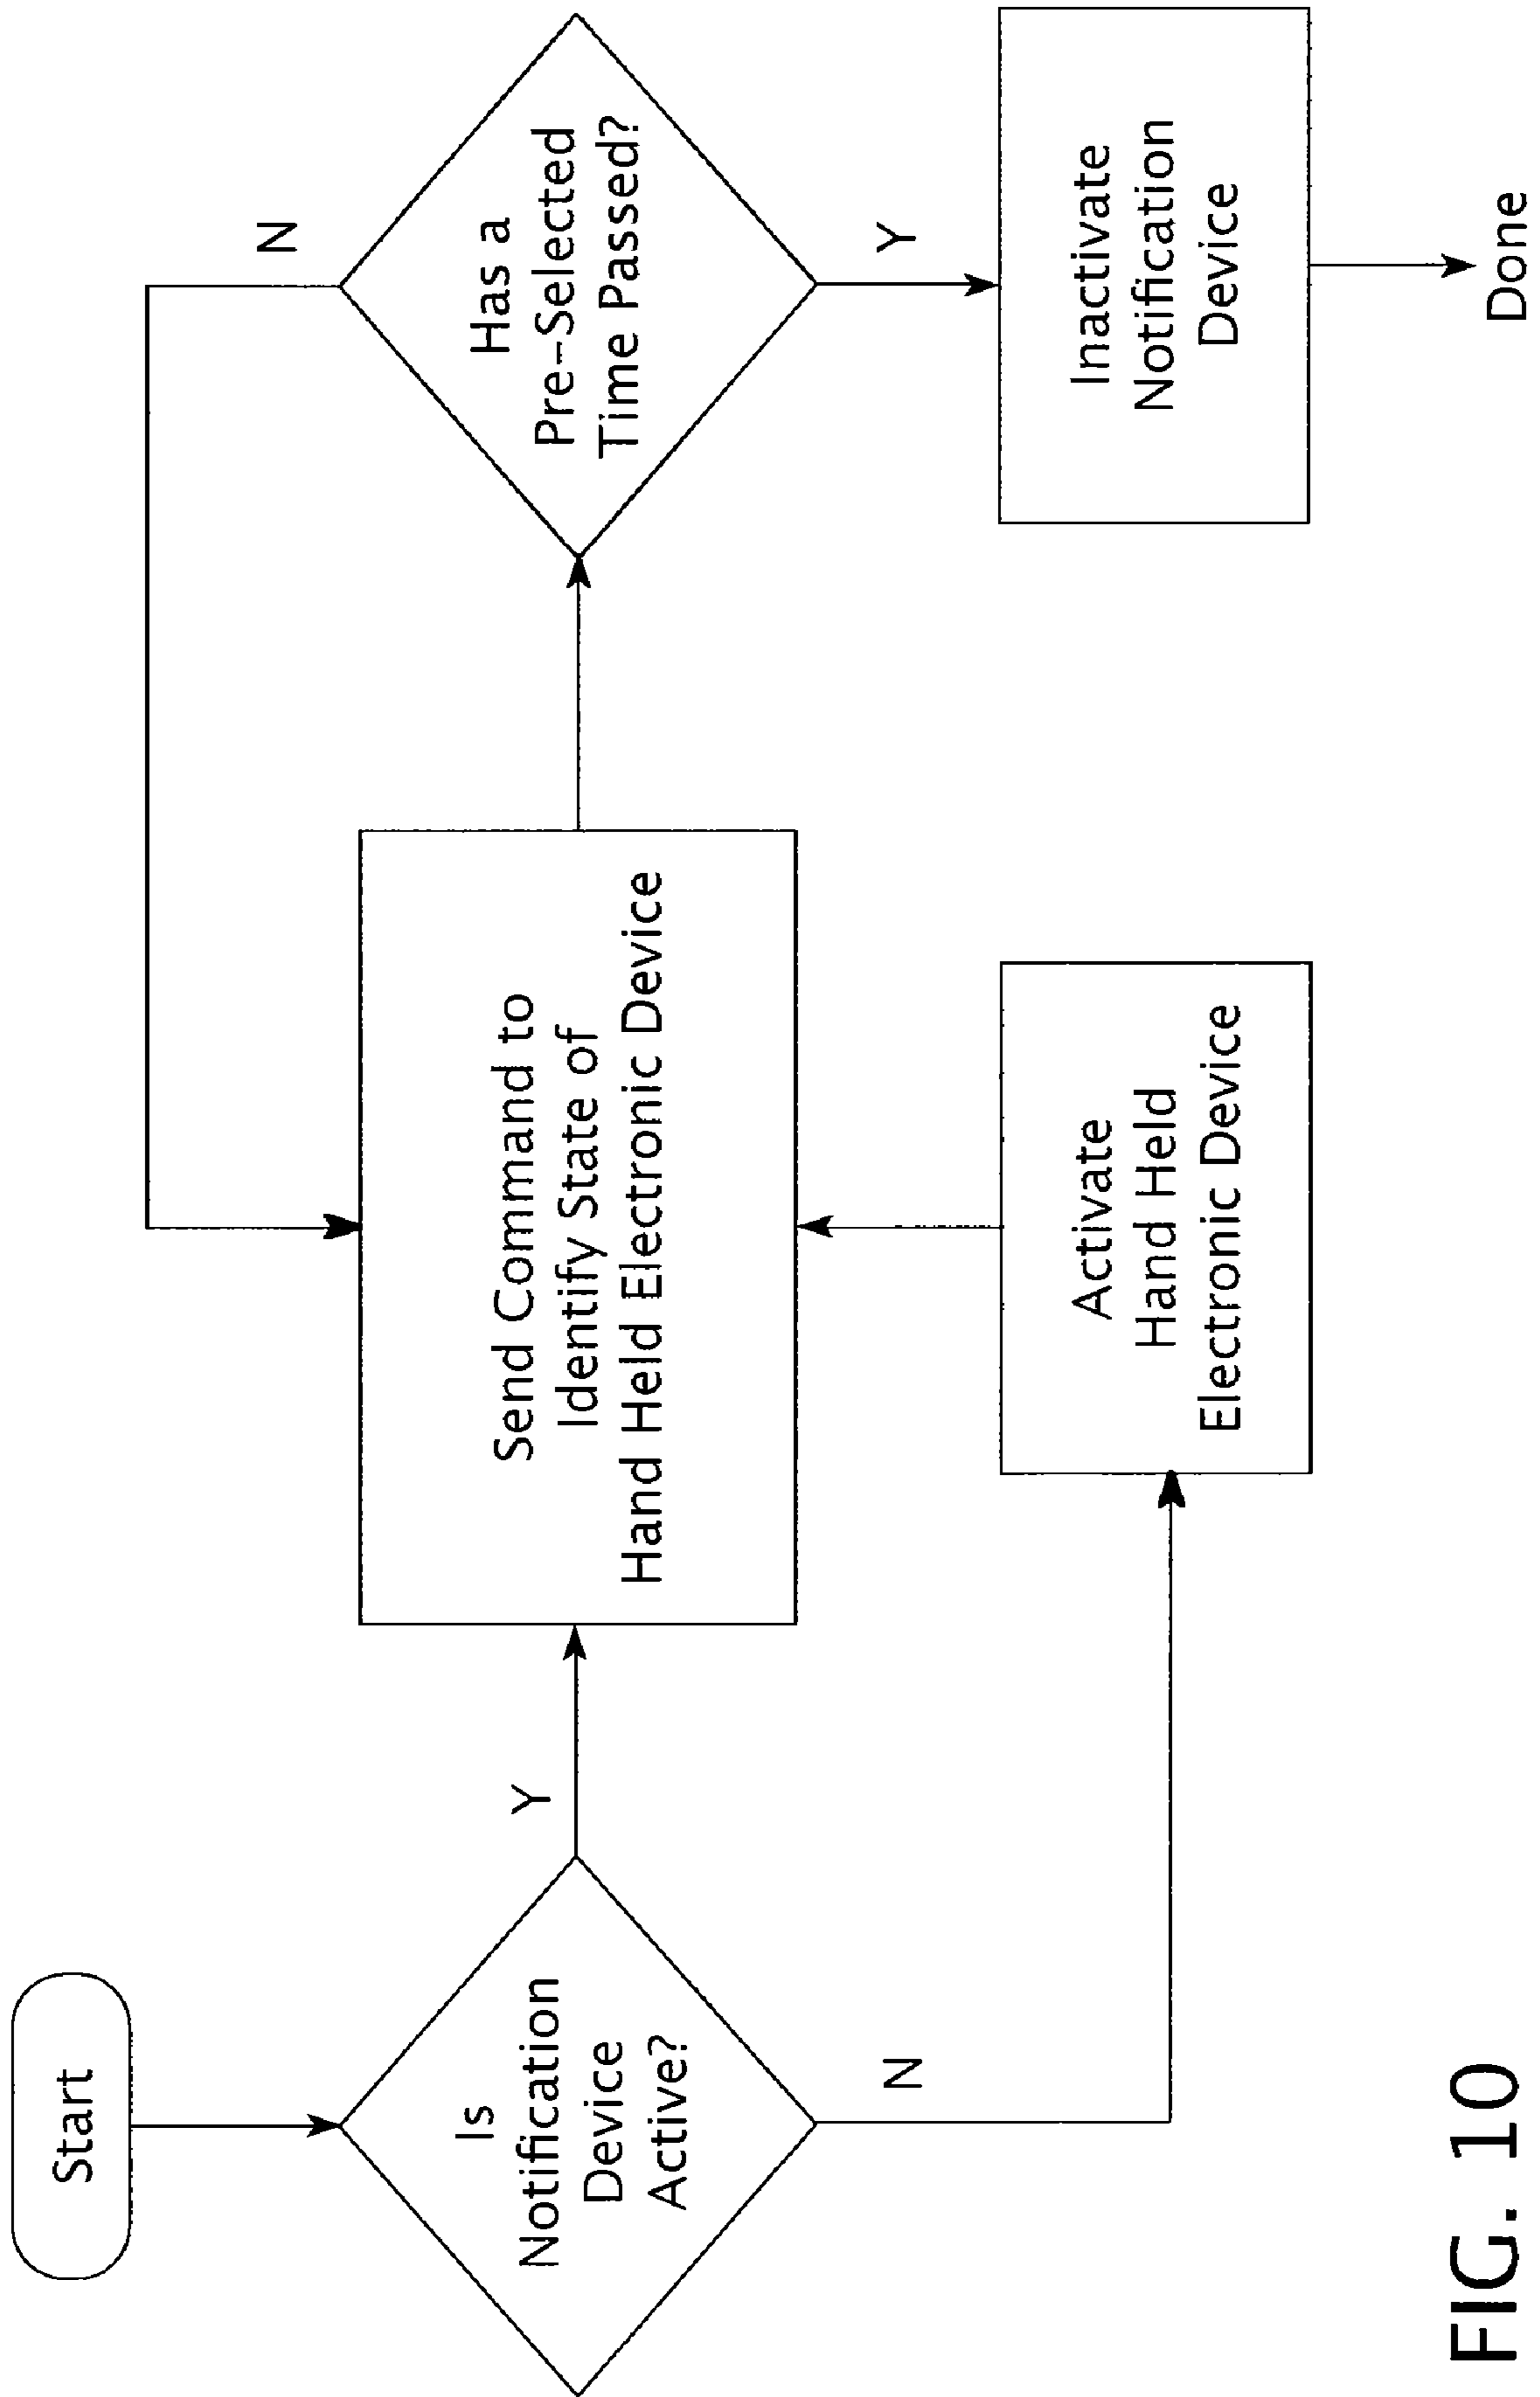 Start
Is
Notification
Device
Active?
Y
N
Send Command to
Identify State of
Hand Held Electronic Device
Activate
Hand Held
Electronic Device
Has a
Pre-Selected
Time Passed?
N
Y
Inactivate
Notification
Device
Done
FIG. 10